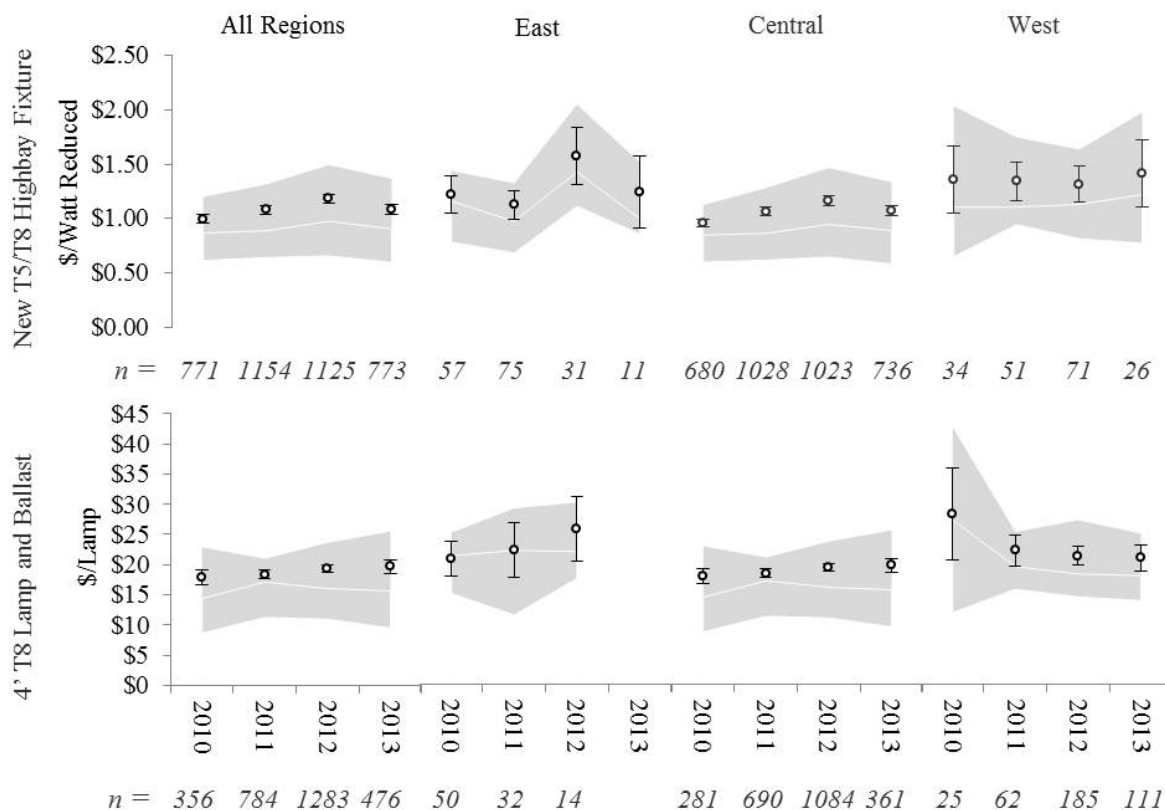 All Regions East Central West
New T5/T8 Highbay Fixture
$/Watt Reduced
$2.50
$2.00
$1.50
$1.00
$0.50
$0.00
n = 771 1154 1125 773 57 75 31 11 680 1028 1023 736 34 51 71 26
4’ T8 Lamp and Ballast
$/Lamp
$45
$40
$35
$30
$25
$20
$15
$10
$5
$0
2010 2011 2012 2013 2010 2011 2012 2013 2010 2011 2012 2013 2010 2011 2012 2013
n = 356 784 1283 476 50 32 14 281 690 1084 361 25 62 185 111